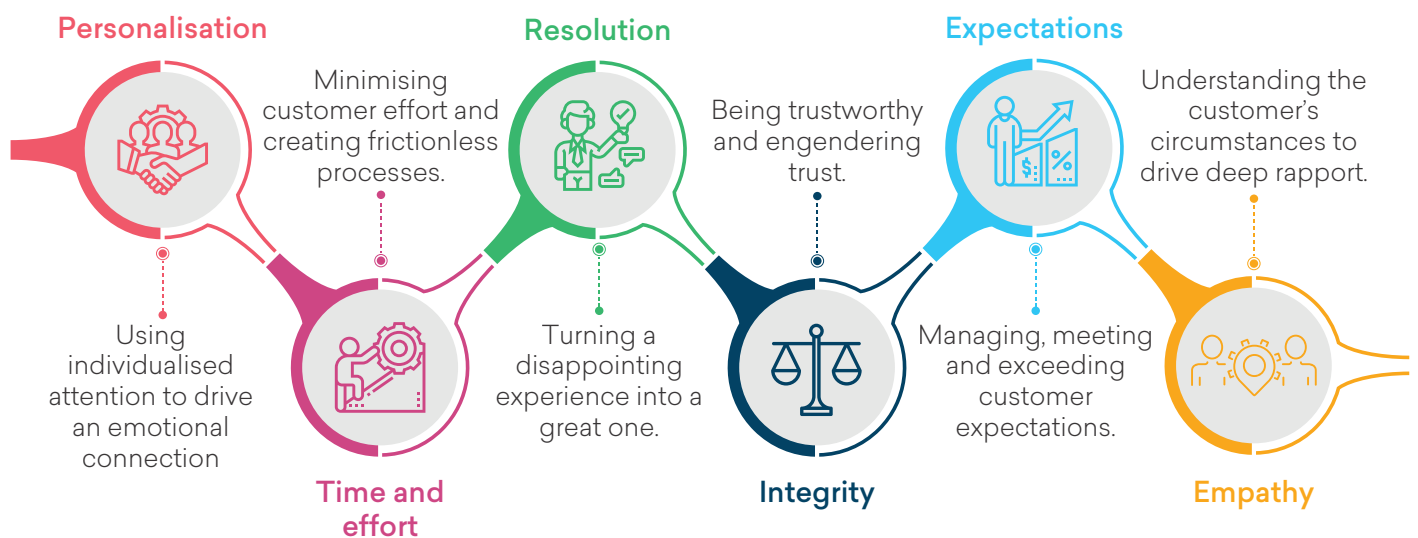 Personalisation
Using
individualised
attention to drive
an emotional
connection
Minimising
customer effort and
creating frictionless
processes.
Time and
effort
Resolution
Turning a
disappointing
experience into a
great one.
Being trustworthy
and engendering
trust.
Integrity
Expectations
Managing, meeting
and exceeding
customer
expectations.
Understanding the
customer’s
circumstances to
drive deep rapport.
Empathy
$
%